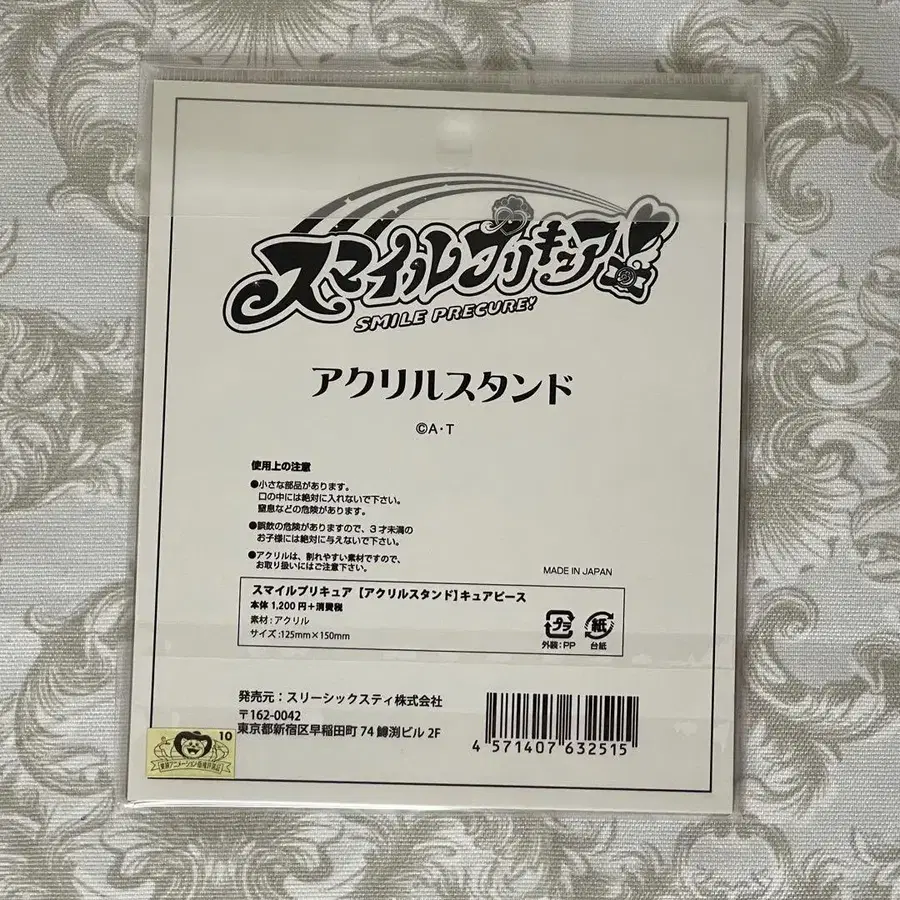 スマイルプリキュア!
SMILE PRECURE!
アクリルスタンド
©A・T
使用上の注意
●小さな部品があります。
口の中には絶対に入れないで下さい。
窒息などの危険があります。
●誤飲の危険がありますので、3才未満の
お子様には絶対に与えないで下さい。
●アクリルは、割れやすい素材ですので、
お取り扱いにはご注意下さい。
MADE IN JAPAN
スマイルプリキュア【アクリルスタンド】キュアピース
本体 1,200 円+消費税
素材:アクリル
サイズ:125mm×150mm
プラ
外装:PP
紙
台紙
発売元:スリーシックスティ株式会社
〒162-0042
東京都新宿区早稲田町 74 鱒渕ビル 2F
4 571407 632515
10